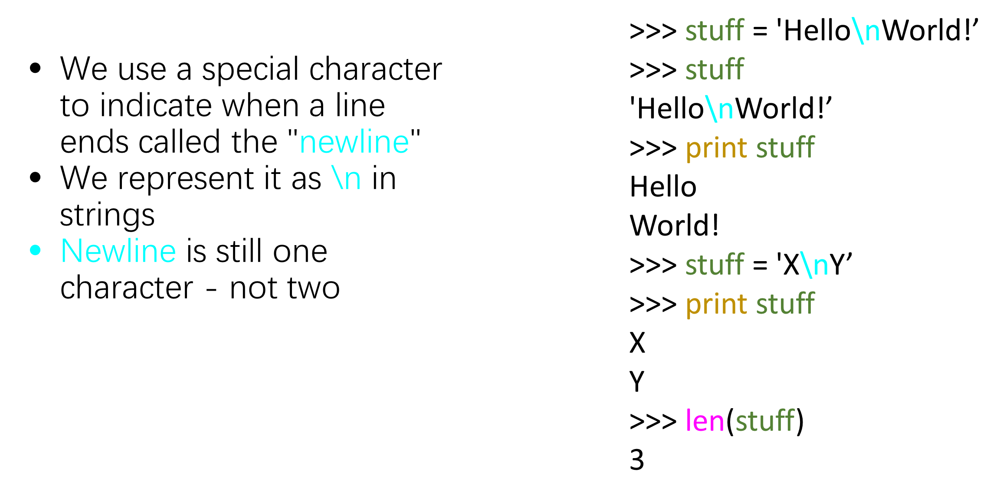 • We use a special character
to indicate when a line
ends called the "newline"
• We represent it as \n in
strings
• Newline is still one
character - not two
>>> stuff = 'Hello\nWorld!’
>>> stuff
'Hello\nWorld!’
>>> print stuff
Hello
World!
>>> stuff = 'X\nY’
>>> print stuff
X
Y
>>> len(stuff)
3